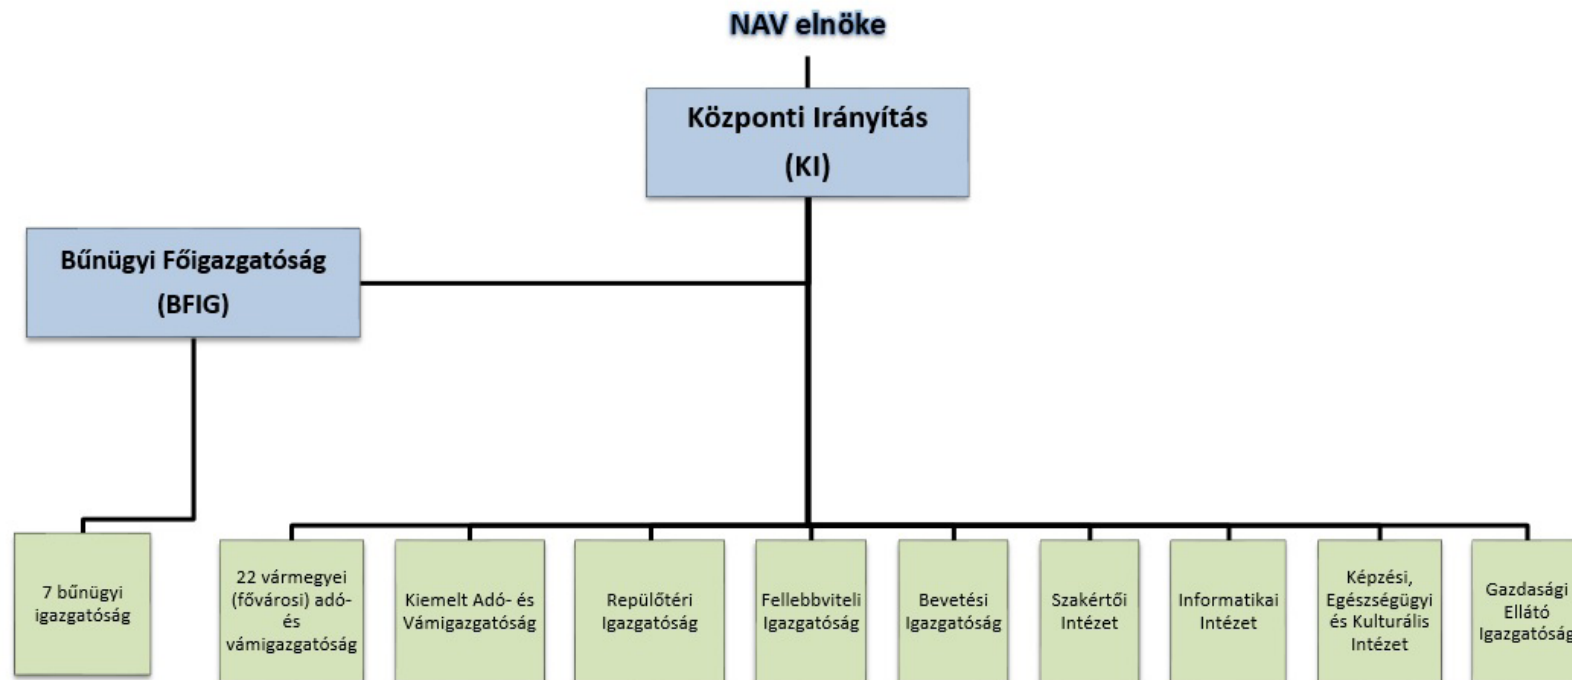 NAV elnöke
Központi Irányítás
(KI)
Bűnügyi Főigazgatóság
(BFIG)
7 bűnügyi
igazgatóság
22 vármegyei
(fővárosi) adó-
és
vámigazgatóság
Kiemelt Adó- és
Vámigazgatóság
Repülőtéri
Igazgatóság
Fellebbviteli
Igazgatóság
Bevetési
Igazgatóság
Szakértői
Intézet
Informatikai
Intézet
Képzési,
Egészségügyi
és Kulturális
Intézet
Gazdasági
Ellátó
Igazgatóság